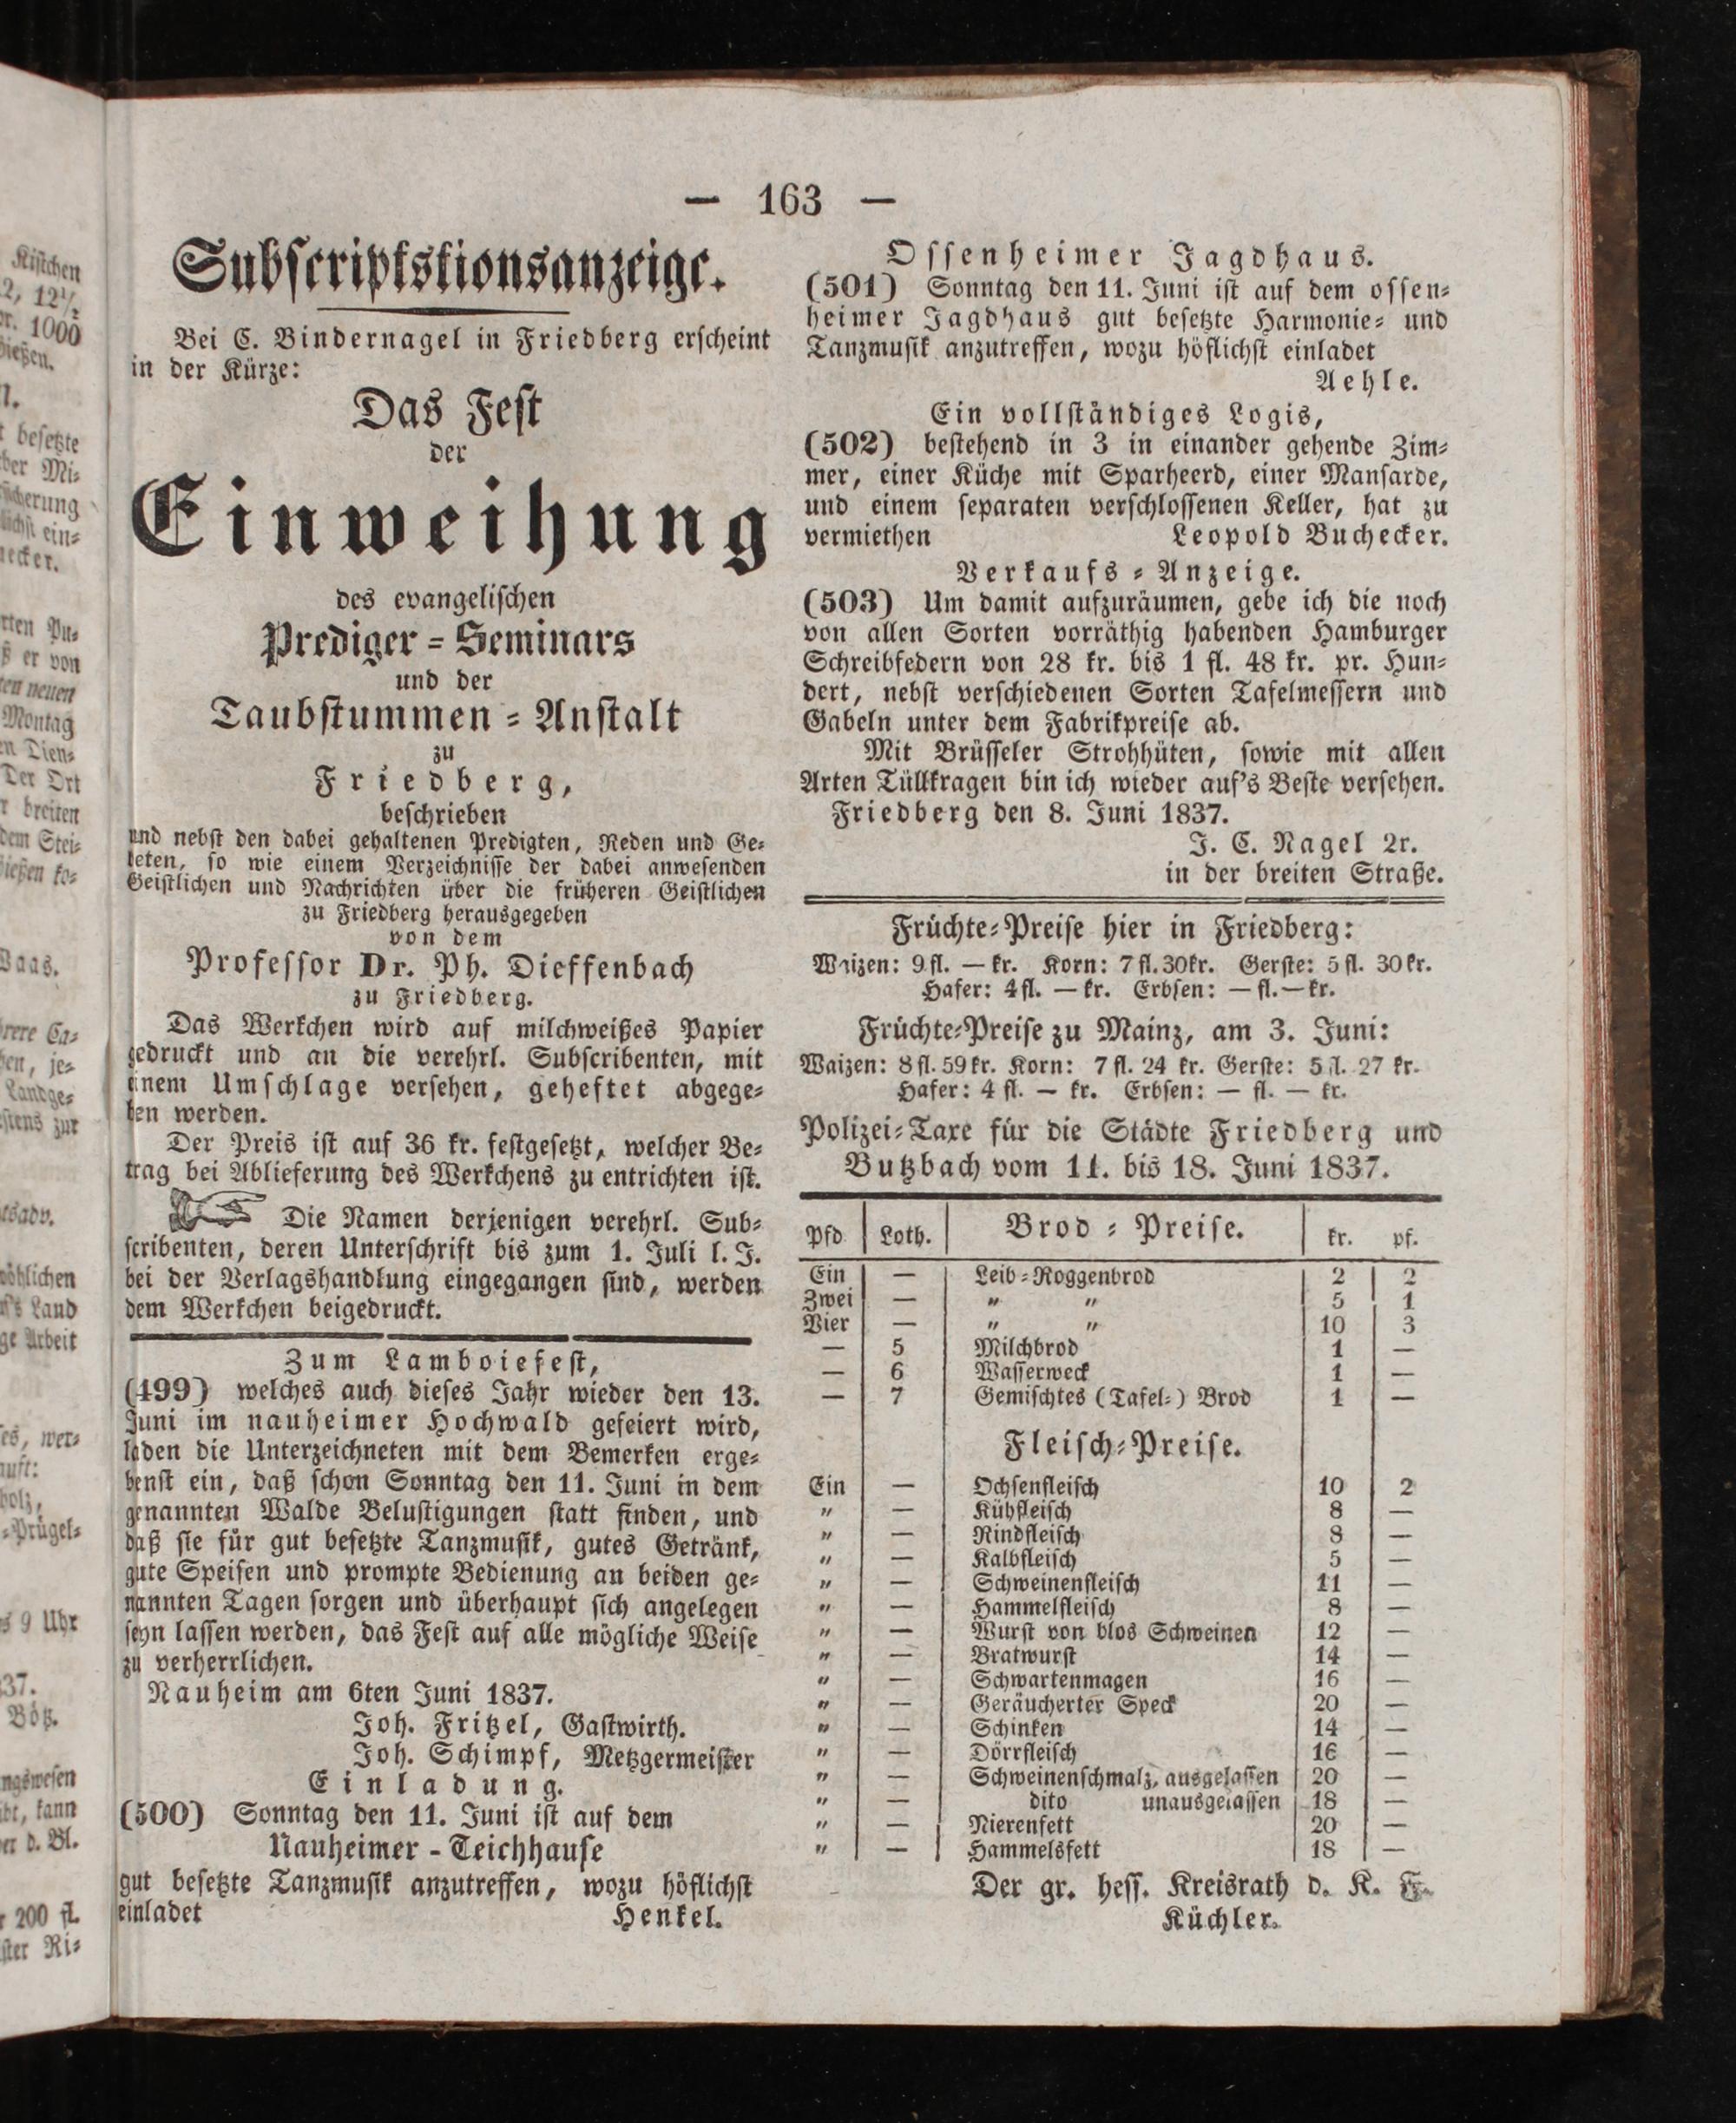 — 163 —
Subſcriptstionsanzeige.
Bei C. Bindernagel in Friedberg erſcheint
in der Kürze:
Das Feſt
der
Einweihung
des evangeliſchen
Prediger = Seminars
und der
Taubſtummen = Anſtalt
zu
Friedberg,
beſchrieben
und nebſt den dabei gehaltenen Predigten, Reden und Ge=
beten, ſo wie einem Verzeichniſſe der dabei anweſenden
Geiſtlichen und Nachrichten über die früheren Geiſtlichen
zu Friedberg herausgegeben
von dem
Profeſſor Dr. Ph. Dieffenbach
zu Friedberg.
Das Werkchen wird auf milchweißes Papier
gedruckt und an die verehrl. Subſcribenten, mit
einem Umſchlage verſehen, geheftet abgege=
ben werden.
Der Preis iſt auf 36 kr. feſtgeſetzt, welcher Be=
trag bei Ablieferung des Werkchens zu entrichten iſt.
Die Namen derjenigen verehrl. Sub=
ſcribenten, deren Unterſchrift bis zum 1. Juli l. J.
bei der Verlagshandlung eingegangen ſind, werden
dem Werkchen beigedruckt.
Zum Lamboiefeſt,
(499) welches auch dieſes Jahr wieder den 13.
Juni im nauheimer Hochwald gefeiert wird,
laden die Unterzeichneten mit dem Bemerken erge=
benſt ein, daß ſchon Sonntag den 11. Juni in dem
genannten Walde Beluſtigungen ſtatt finden, und
daß ſie für gut beſetzte Tanzmuſik, gutes Getränk,
gute Speiſen und prompte Bedienung an beiden ge=
nannten Tagen ſorgen und überhaupt ſich angelegen
ſeyn laſſen werden, das Feſt auf alle mögliche Weiſe
zu verherrlichen.
Nauheim am 6ten Juni 1837.
Joh. Fritzel, Gaſtwirth.
Joh. Schimpf, Metzgermeiſter
Einladung.
(500) Sonntag den 11. Juni iſt auf dem
Nauheimer - Teichhauſe
gut beſetzte Tanzmuſik anzutreffen, wozu höflichſt
einladet Henkel.
Oſſenheimer Jagdhaus.
(501) Sonntag den 11. Juni iſt auf dem oſſen=
heimer Jagdhaus gut beſetzte Harmonie= und
Tanzmuſik anzutreffen, wozu höflichſt einladet
Aehle.
Ein vollſtändiges Logis,
(502) beſtehend in 3 in einander gehende Zim=
mer, einer Küche mit Sparheerd, einer Manſarde,
und einem ſeparaten verſchloſſenen Keller, hat zu
vermiethen Leopold Buchecker.
Verkaufs = Anzeige.
(503) Um damit aufzuräumen, gebe ich die noch
von allen Sorten vorräthig habenden Hamburger
Schreibfedern von 28 kr. bis 1 fl. 48 kr. pr. Hun=
dert, nebſt verſchiedenen Sorten Tafelmeſſern und
Gabeln unter dem Fabrikpreiſe ab.
Mit Brüſſeler Strohhüten, ſowie mit allen
Arten Tüllkragen bin ich wieder auf's Beſte verſehen.
Friedberg den 8. Juni 1837.
J. C. Nagel 2r.
in der breiten Straße.
Früchte=Preiſe hier in Friedberg:
Waizen: 9 fl. — kr. Korn: 7 fl. 30 kr. Gerſte: 5 fl. 30 kr.
Hafer: 4 fl. — kr. Erbſen: — fl. — kr.
Früchte=Preiſe zu Mainz, am 3. Juni:
Waizen: 8 fl. 59 kr. Korn: 7 fl. 24 kr. Gerſte: 5 fl. 27 kr.
Hafer: 4 fl. — kr. Erbſen: — fl. — kr.
Polizei=Taxe für die Städte Friedberg und
Butzbach vom 11. bis 18. Juni 1837.
Pfd Loth. Brod = Preiſe. kr. pf.
Ein — Leib=Roggenbrod 2 2
Zwei — " " 5 1
Vier — " " 10 3
— 5 Milchbrod 1 —
— 6 Waſſerweck 1 —
— 7 Gemiſchtes (Tafel=) Brod 1 —
Fleiſch=Preiſe.
Ein — Ochſenfleiſch 10 2
" — Kühfleiſch 8 —
" — Rindfleiſch 8 —
" — Kalbfleiſch 5 —
" — Schweinenfleiſch 11 —
" — Hammelfleiſch 8 —
" — Wurſt von blos Schweinen 12 —
" — Bratwurſt 14 —
" — Schwartenmagen 16 —
" — Geräucherter Speck 20 —
" — Schinken 14 —
" — Dörrfleiſch 16 —
" — Schweinenſchmalz, ausgelaſſen 20 —
" — dito unausgelaſſen 18 —
" — Nierenfett 20 —
" — Hammelsfett 18 —
Der gr. heſſ. Kreisrath d. K. F.
Küchler.